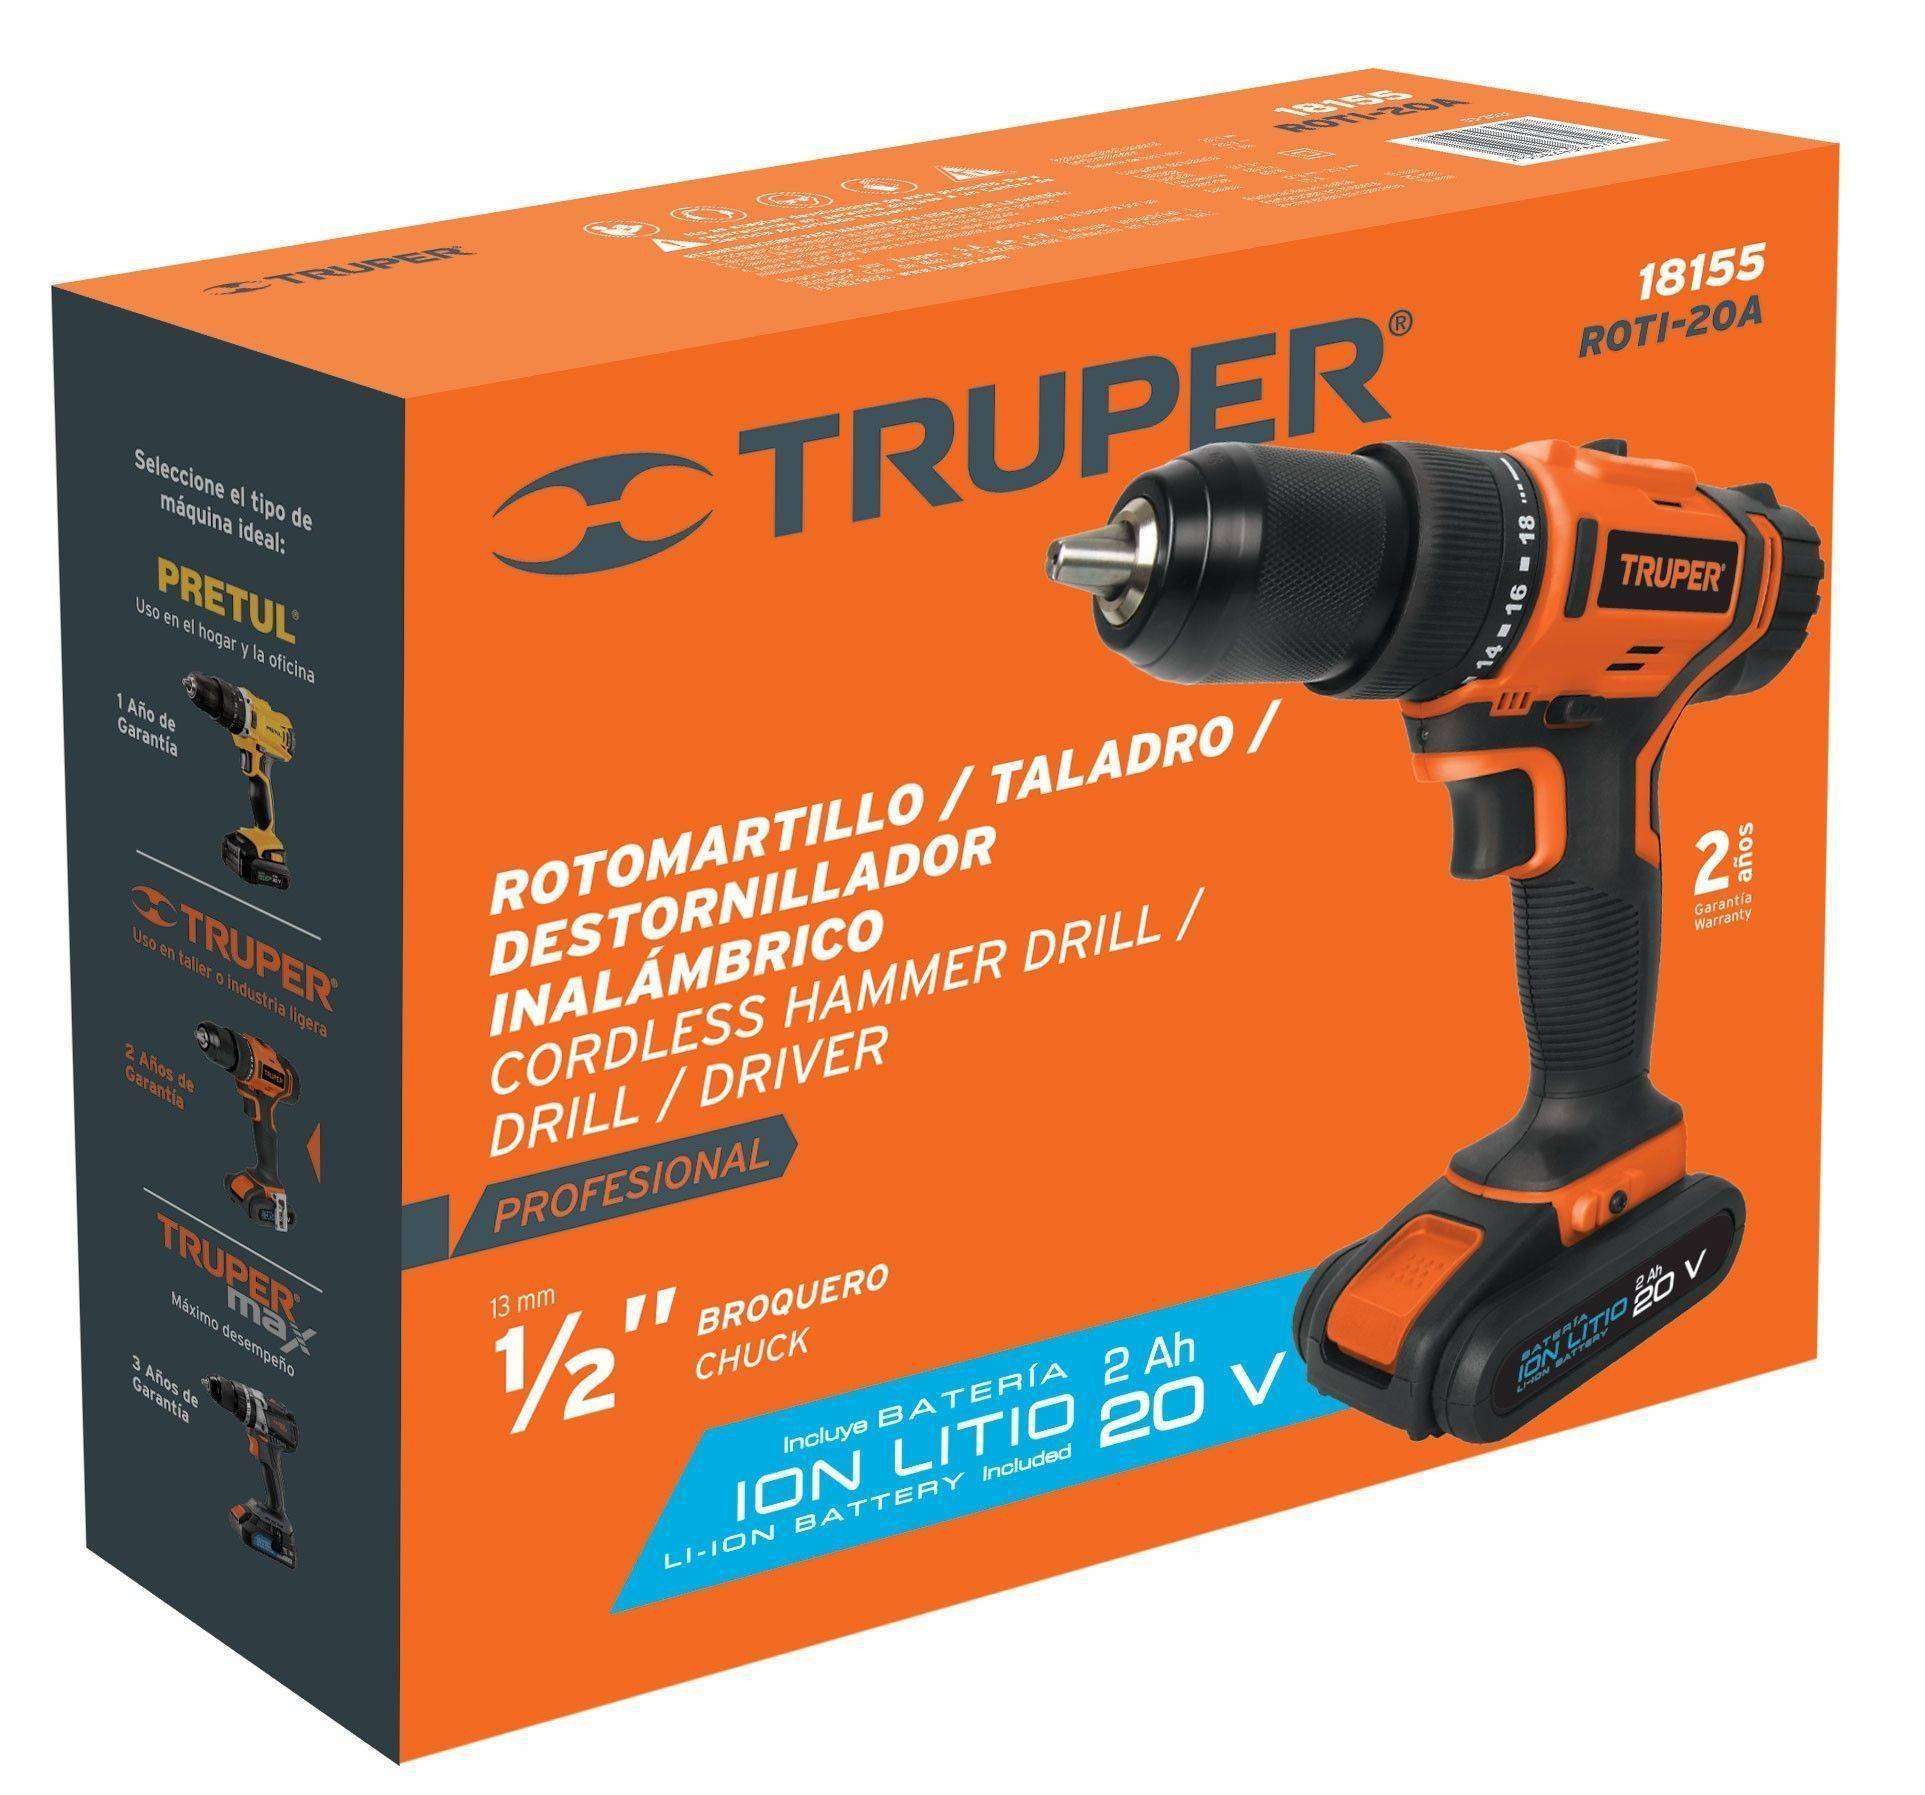 TRUPER
18155
ROTI-20A
www.truper.com
18155
ROTI-20A
TRUPER®
TRUPER®
14 16 18
ROTOMARTILLO / TALADRO /
DESTORNILLADOR
INALÁMBRICO
CORDLESS HAMMER DRILL /
DRILL / DRIVER
PROFESIONAL
2 años
Garantía
Warranty
13 mm
1/2" BROQUERO
CHUCK
Incluye BATERÍA 2 Ah
ION LITIO 20 V
LI-ION BATTERY Included
BATERÍA 2 Ah
ION LITIO 20 V
LI-ION BATTERY
Seleccione el tipo de
máquina ideal:
PRETUL®
Uso en el hogar y la oficina
1 Año de
Garantía
TRUPER®
Uso en taller o industria ligera
2 Años de
Garantía
TRUPER
TRUPER®
max
Máximo desempeño
3 Años de
Garantía